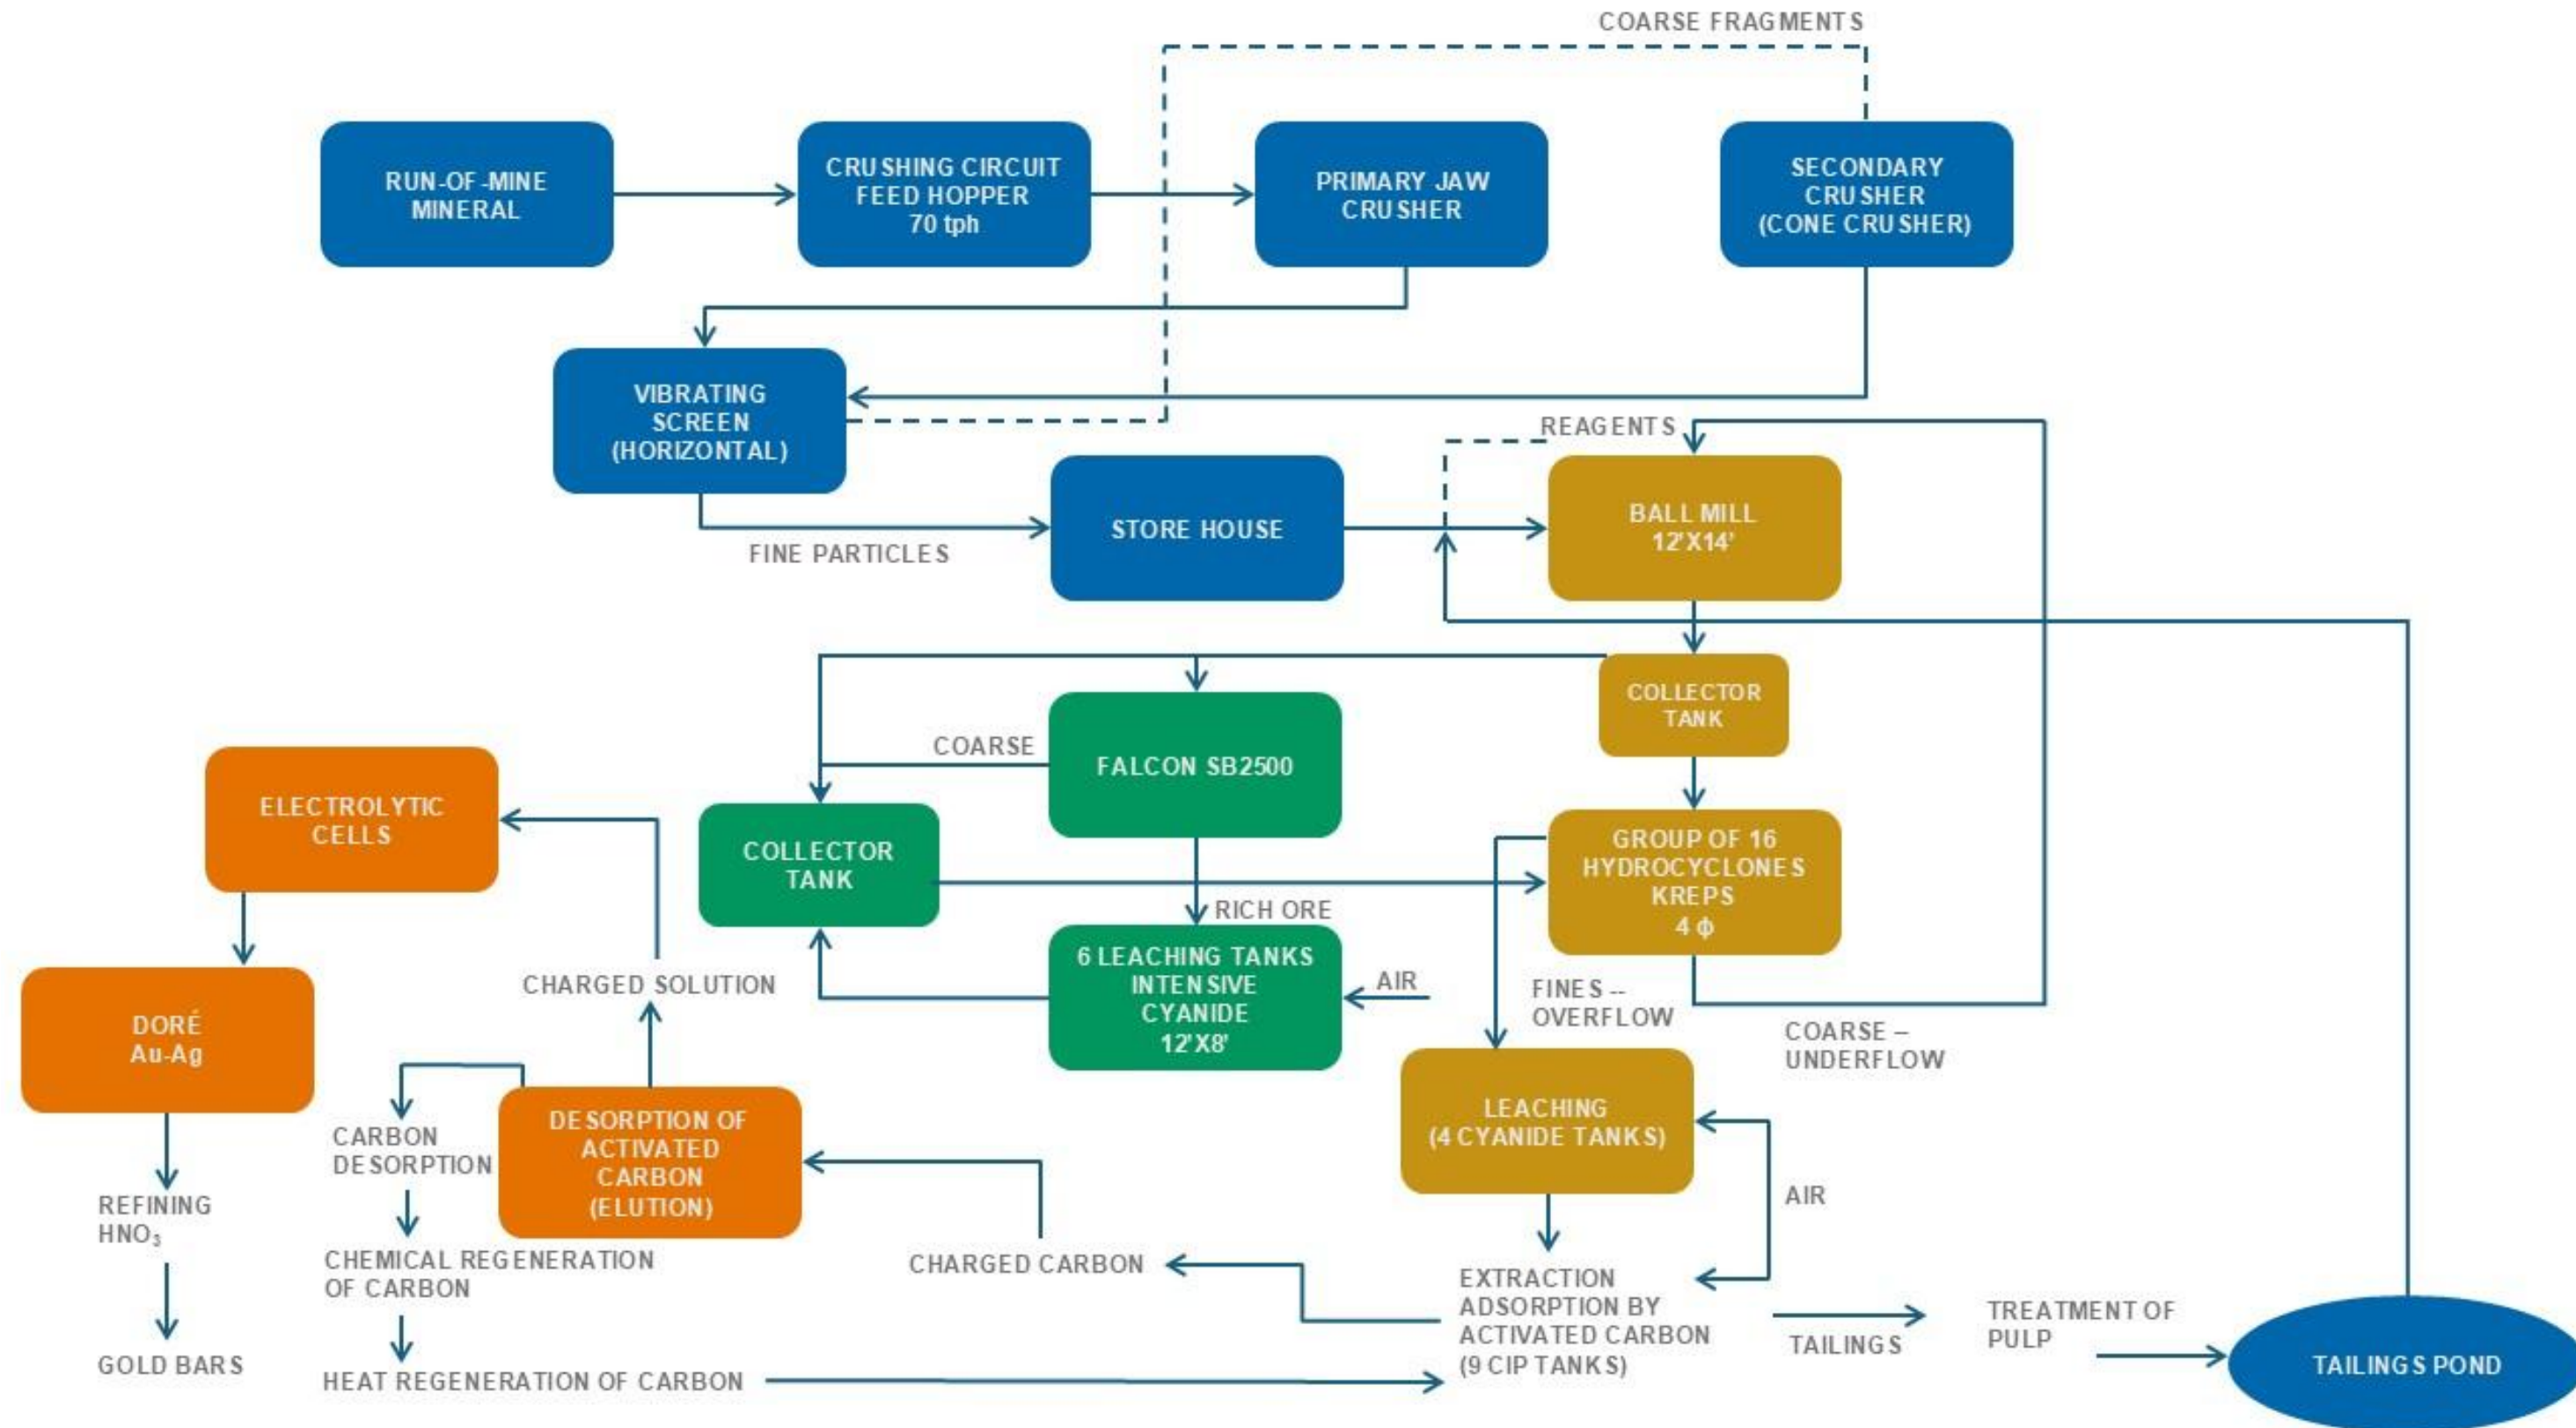 COARSE FRAGMENTS
RUN-OF-MINE
MINERAL
CRUSHING CIRCUIT
FEED HOPPER
70 tph
PRIMARY JAW
CRUSHER
SECONDARY
CRUSHER
(CONE CRUSHER)
VIBRATING
SCREEN
(HORIZONTAL)
REAGENTS
FINE PARTICLES
STORE HOUSE
BALL MILL
12'X14'
COLLECTOR
TANK
COARSE
FALCON SB2500
ELECTROLYTIC
CELLS
COLLECTOR
TANK
GROUP OF 16
HYDROCYCLONES
KREPS
4 ф
RICH ORE
6 LEACHING TANKS
INTENSIVE
CYANIDE
12'X8'
AIR
CHARGED SOLUTION
FINES --
OVERFLOW
COARSE –
UNDERFLOW
DORÉ
Au-Ag
LEACHING
(4 CYANIDE TANKS)
AIR
CARBON
DESORPTION
DESORPTION OF
ACTIVATED
CARBON
(ELUTION)
REFINING
HNO₃
CHEMICAL REGENERATION
OF CARBON
CHARGED CARBON
EXTRACTION
ADSORPTION BY
ACTIVATED CARBON
(9 CIP TANKS)
TAILINGS
TREATMENT OF
PULP
TAILINGS POND
GOLD BARS
HEAT REGENERATION OF CARBON